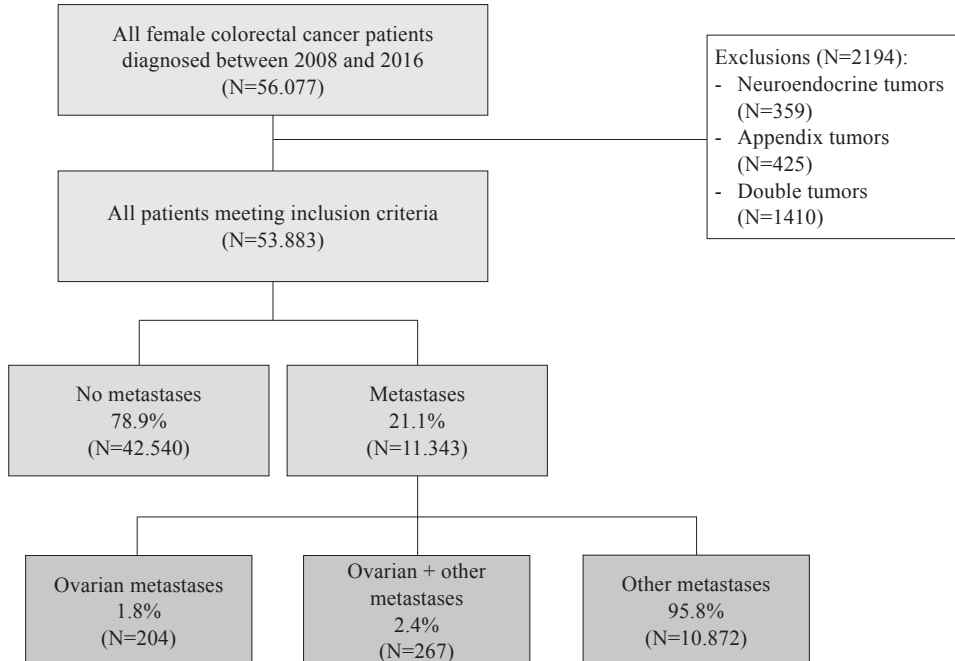 All female colorectal cancer patients
diagnosed between 2008 and 2016
(N=56.077)
Exclusions (N=2194):
- Neuroendocrine tumors
(N=359)
- Appendix tumors
(N=425)
- Double tumors
(N=1410)
All patients meeting inclusion criteria
(N=53.883)
No metastases
78.9%
(N=42.540)
Metastases
21.1%
(N=11.343)
Ovarian metastases
1.8%
(N=204)
Ovarian + other
metastases
2.4%
(N=267)
Other metastases
95.8%
(N=10.872)